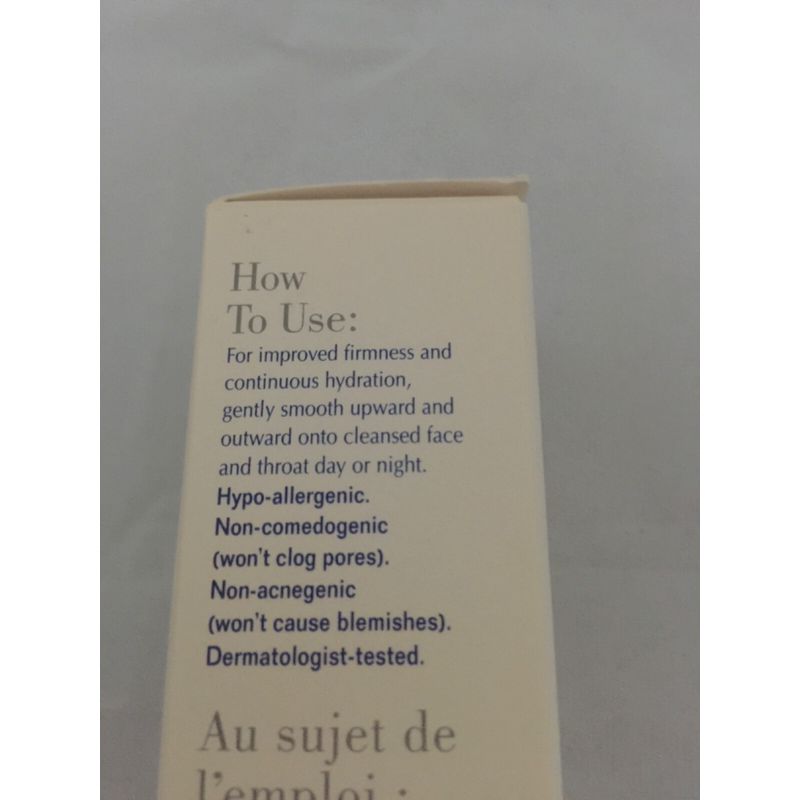 How
To Use:
For improved firmness and
continuous hydration,
gently smooth upward and
outward onto cleansed face
and throat day or night.
Hypo-allergenic.
Non-comedogenic
(won't clog pores).
Non-acnegenic
(won't cause blemishes).
Dermatologist-tested.
Au sujet de
l'emploi :